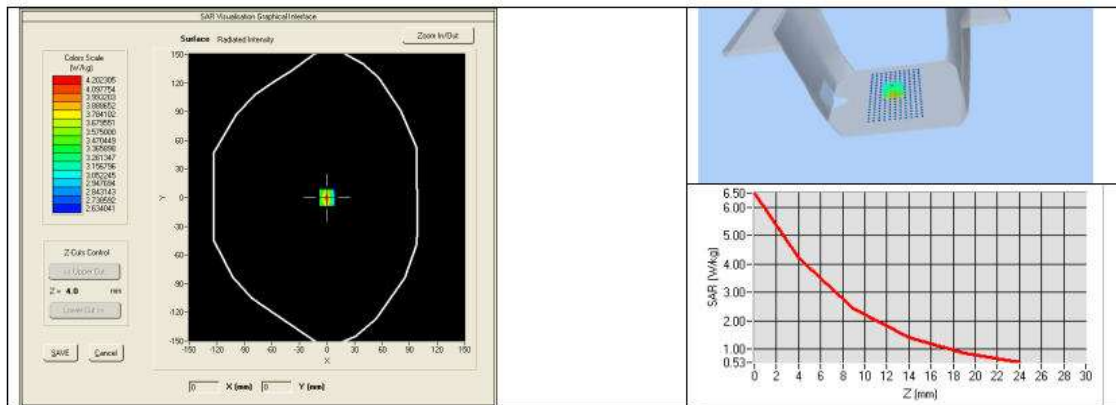 SAR Visualisation Graphical Interface
Surface Radiated Intensity
Zoom In/Out
Colors Scale
(W/kg)
4.202305
4.097754
3.993203
3.888652
3.784102
3.679551
3.575000
3.470449
3.365898
3.261347
3.156796
3.052245
2.947694
2.843143
2.738592
2.634041
150
120
90
60
30
0
-30
-60
-90
-120
-150
Y
-150 -120 -90 -60 -30 0 30 60 90 120 150
X
Z-Cuts Control
<< Upper Cut
Z = 4.0 mm
Lower Cut >>
SAVE Cancel
0 X (mm) 0 Y (mm)
SAR (W/kg)
6.50
6.00
5.00
4.00
3.00
2.00
1.00
0.53
0 2 4 6 8 10 12 14 16 18 20 22 24 26 28 30
Z (mm)